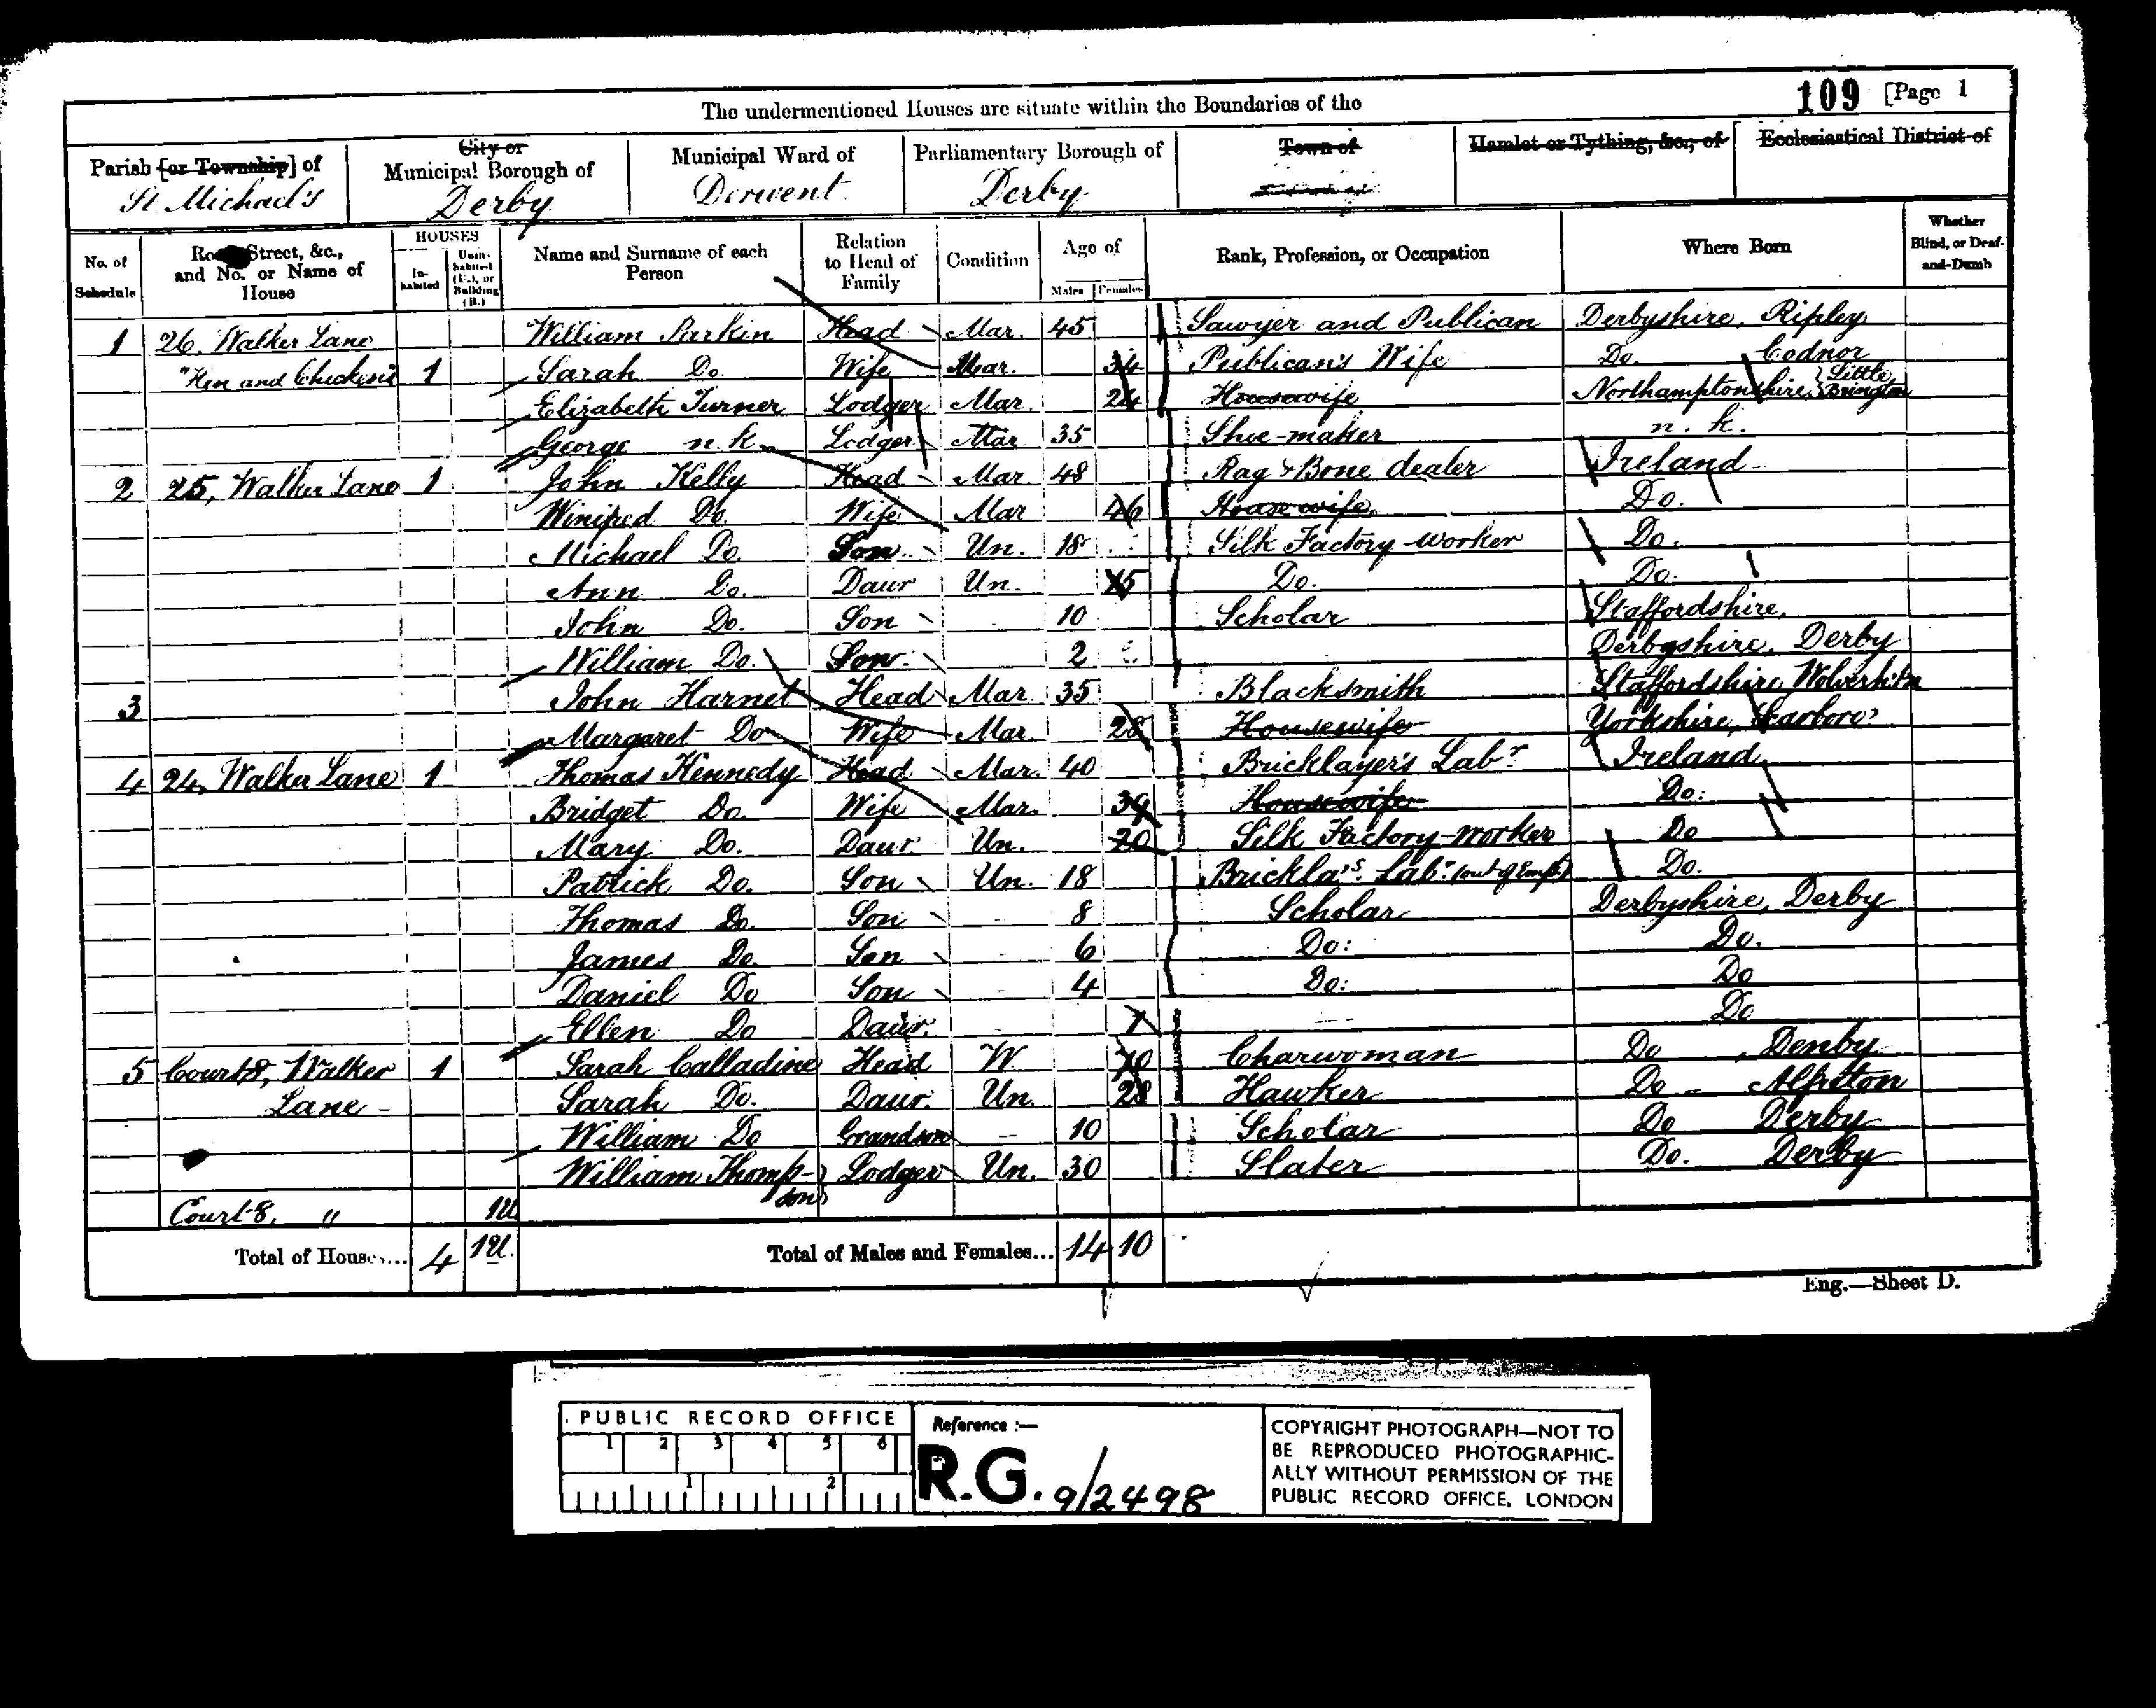 109 [Page 1
The undermentioned Houses are situate within the Boundaries of the
Parish [or Township] of St. Michael's
City or Municipal Borough of Derby
Municipal Ward of Derwent
Parliamentary Borough of Derby
Town of
Hamlet or Tything, &c., of
Ecclesiastical District of
No. of Schedule | Road, Street, &c., and No. or Name of House | HOUSES Inhabited | Uninhabited (U.), or Building (B.) | Name and Surname of each Person | Relation to Head of Family | Condition | Age of Males | Females | Rank, Profession, or Occupation | Where Born | Whether Blind, or Deaf-and-Dumb
1 26, Walker Lane William Parkin Head Mar. 45 Sawyer and Publican Derbyshire, Ripley
"Hen and Chickens" 1 Sarah Do. Wife Mar. 34 Publican's Wife Do. Codnor
Elizabeth Turner Lodger Mar. 24 Housewife Northamptonshire, Little Brington
George n. k. Lodger Mar 35 Shoe-maker n. k.
2 25, Walker Lane 1 John Kelly Head Mar 48 Rag & Bone dealer Ireland
Winifred Do. Wife Mar 46 Housewife Do.
Michael Do. Son Un. 18 Silk Factory worker Do.
Ann Do. Daur Un. 15 Do. Do.
John Do. Son 10 Scholar Staffordshire,
William Do. Son 2 Derbyshire, Derby
3 John Harnet Head Mar 35 Blacksmith Staffordshire, Wolverh'tn
Margaret Do Wife Mar. 28 Housewife Yorkshire, Scarboro'
4 24, Walker Lane 1 Thomas Kennedy Head Mar. 40 Bricklayer's Labr. Ireland
Bridget Do. Wife Mar. 39 Housewife Do.
Mary Do. Daur. Un. 20 Silk Factory-worker Do
Patrick Do. Son Un. 18 Brickla's. Labr. (out of Emp.) Do.
Thomas Do. Son 8 Scholar Derbyshire, Derby
James Do. Son 6 Do: Do.
Daniel Do Son 4 Do: Do
Ellen Do Daur. 1 Do
5 Court 8, Walker 1 Sarah Calladine Head W 70 Charwoman Do, Denby
Lane Sarah Do. Daur. Un. 28 Hawker Do Alfreton
William Do Grandson 10 Scholar Do Derby
William Thompson Lodger Un. 30 Slater Do. Derby
Court 8, " 1U
Total of Houses... 4 1U. Total of Males and Females... 14 10
Eng.—Sheet D.
PUBLIC RECORD OFFICE
1 2 3 4 5 6
1 2
Reference :—
R.G. 9/2498
COPYRIGHT PHOTOGRAPH—NOT TO
BE REPRODUCED PHOTOGRAPHIC-
ALLY WITHOUT PERMISSION OF THE
PUBLIC RECORD OFFICE, LONDON